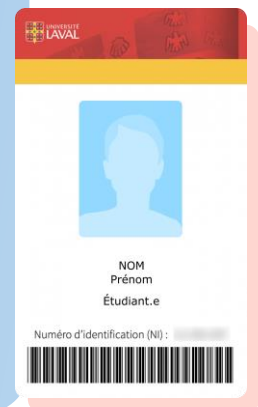 UNIVERSITÉ
LAVAL
NOM
Prénom
Étudiant.e
Numéro d'identification (NI) :